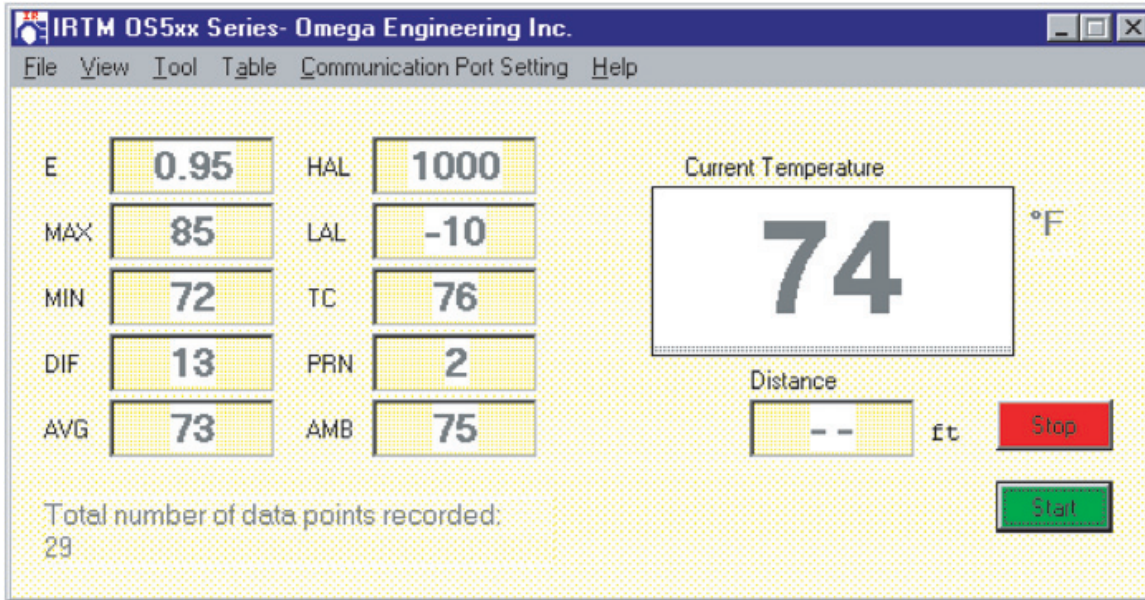 IR
IRTM OS5xx Series- Omega Engineering Inc.
File View Tool Table Communication Port Setting Help
E 0.95 HAL 1000
MAX 85 LAL -10
MIN 72 TC 76
DIF 13 PRN 2
AVG 73 AMB 75
Current Temperature
74 °F
Distance
-- ft
Stop
Start
Total number of data points recorded:
29